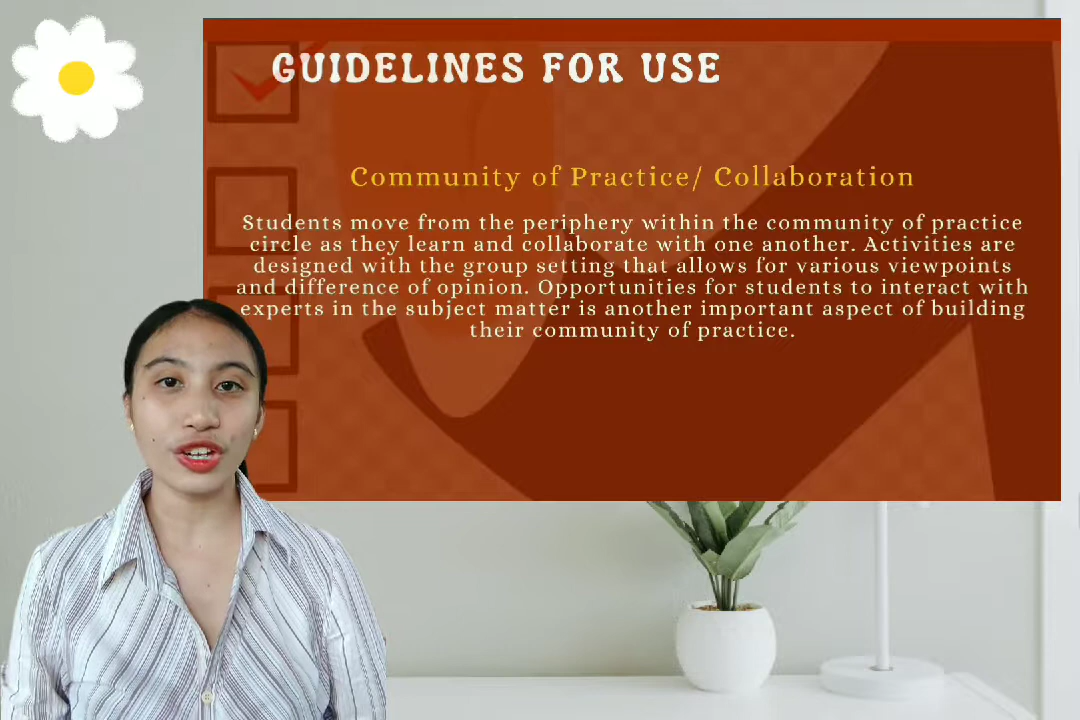 GUIDELINES FOR USE
Community of Practice/ Collaboration
Students move from the periphery within the community of practice
circle as they learn and collaborate with one another. Activities are
designed with the group setting that allows for various viewpoints
and difference of opinion. Opportunities for students to interact with
experts in the subject matter is another important aspect of building
their community of practice.